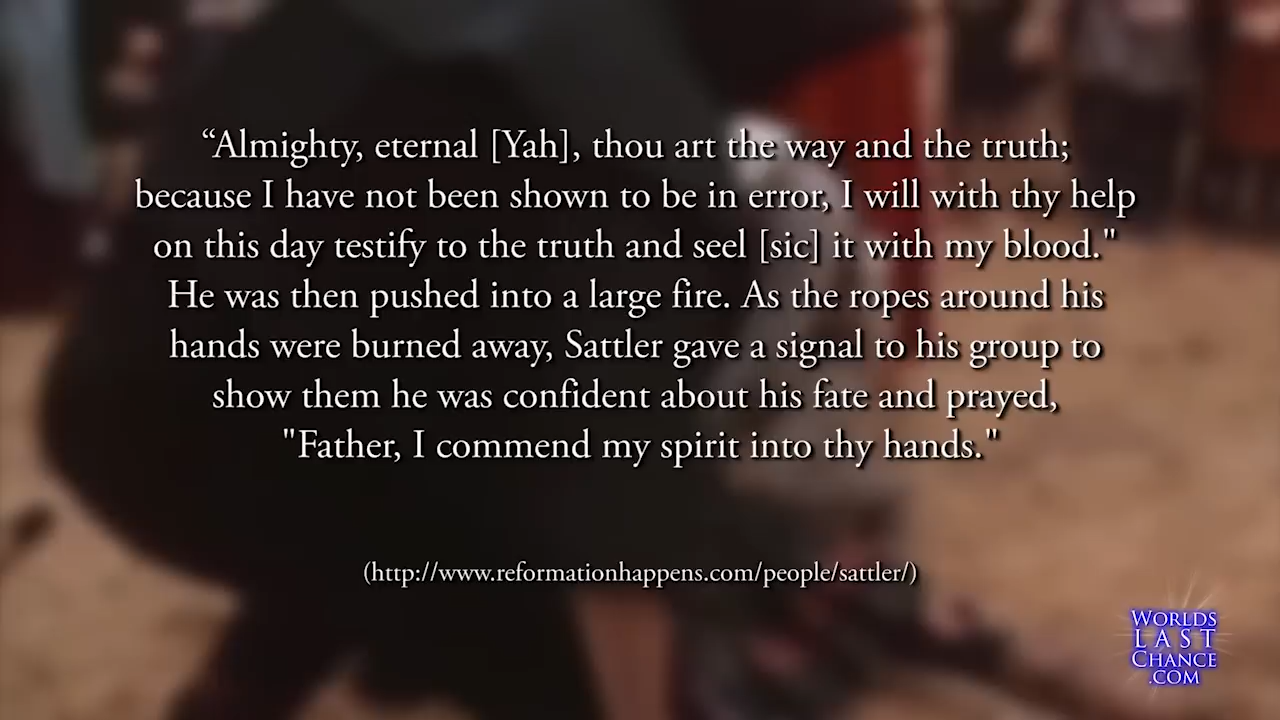 “Almighty, eternal [Yah], thou art the way and the truth;
because I have not been shown to be in error, I will with thy help
on this day testify to the truth and seel [sic] it with my blood."
He was then pushed into a large fire. As the ropes around his
hands were burned away, Sattler gave a signal to his group to
show them he was confident about his fate and prayed,
"Father, I commend my spirit into thy hands."
(http://www.reformationhappens.com/people/sattler/)
WORLDS
LAST
CHANCE
.COM